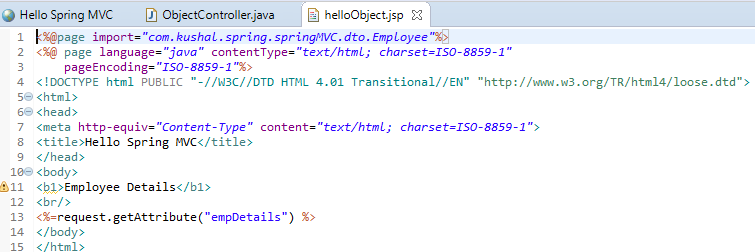 Hello Spring MVC ObjectController.java helloObject.jsp
1 <%@page import="com.kushal.spring.springMVC.dto.Employee"%>
2 <%@ page language="java" contentType="text/html; charset=ISO-8859-1"
3 pageEncoding="ISO-8859-1"%>
4 <!DOCTYPE html PUBLIC "-//W3C//DTD HTML 4.01 Transitional//EN" "http://www.w3.org/TR/html4/loose.dtd">
5 <html>
6 <head>
7 <meta http-equiv="Content-Type" content="text/html; charset=ISO-8859-1">
8 <title>Hello Spring MVC</title>
9 </head>
10 <body>
11 <b1>Employee Details</b1>
12 <br/>
13 <%=request.getAttribute("empDetails") %>
14 </body>
15 </html>